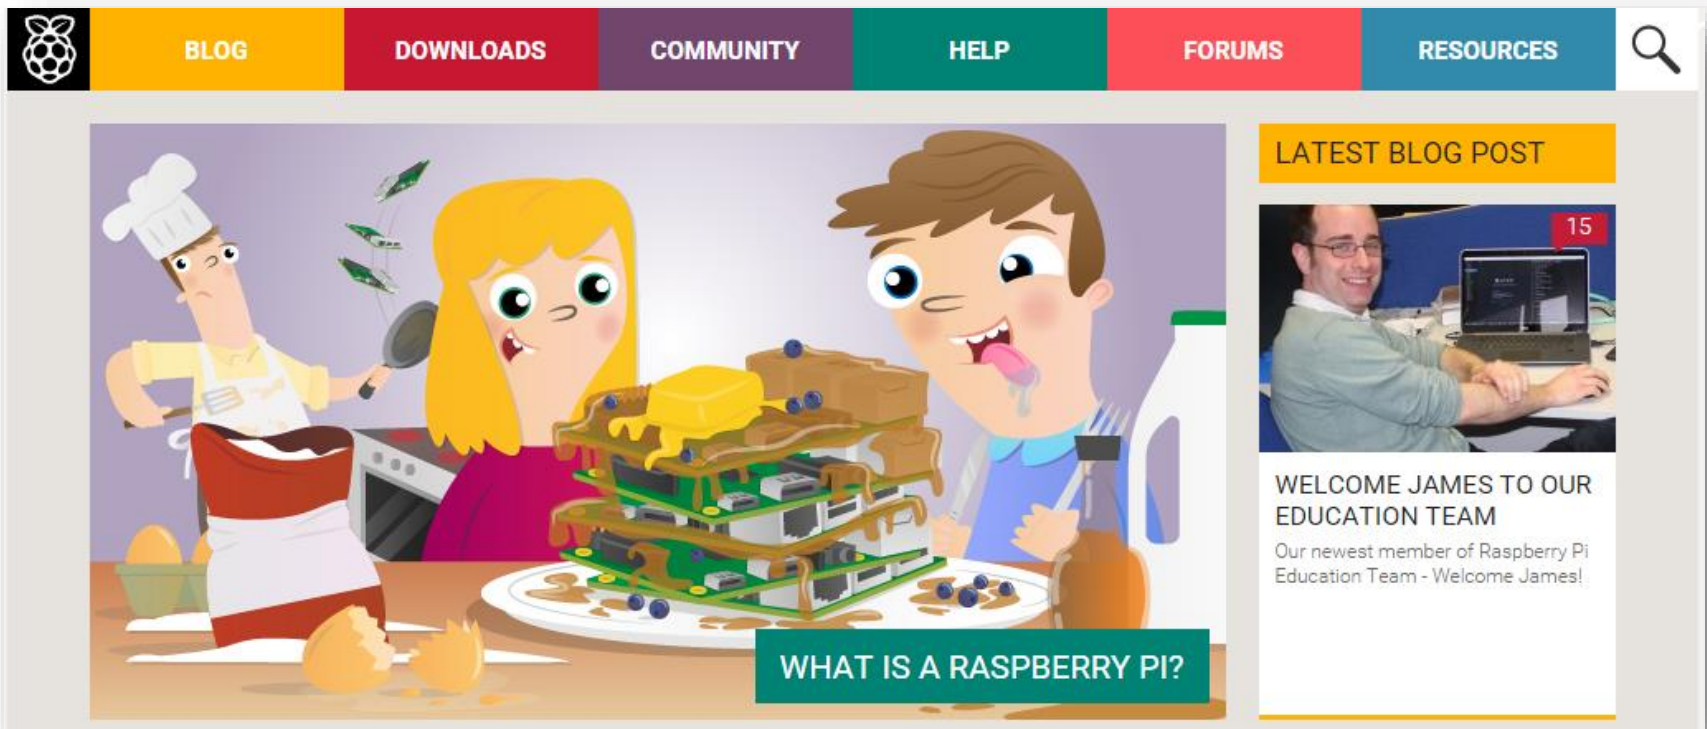 BLOG
DOWNLOADS
COMMUNITY
HELP
FORUMS
RESOURCES
WHAT IS A RASPBERRY PI?
LATEST BLOG POST
15
WELCOME JAMES TO OUR
EDUCATION TEAM
Our newest member of Raspberry Pi
Education Team - Welcome James!